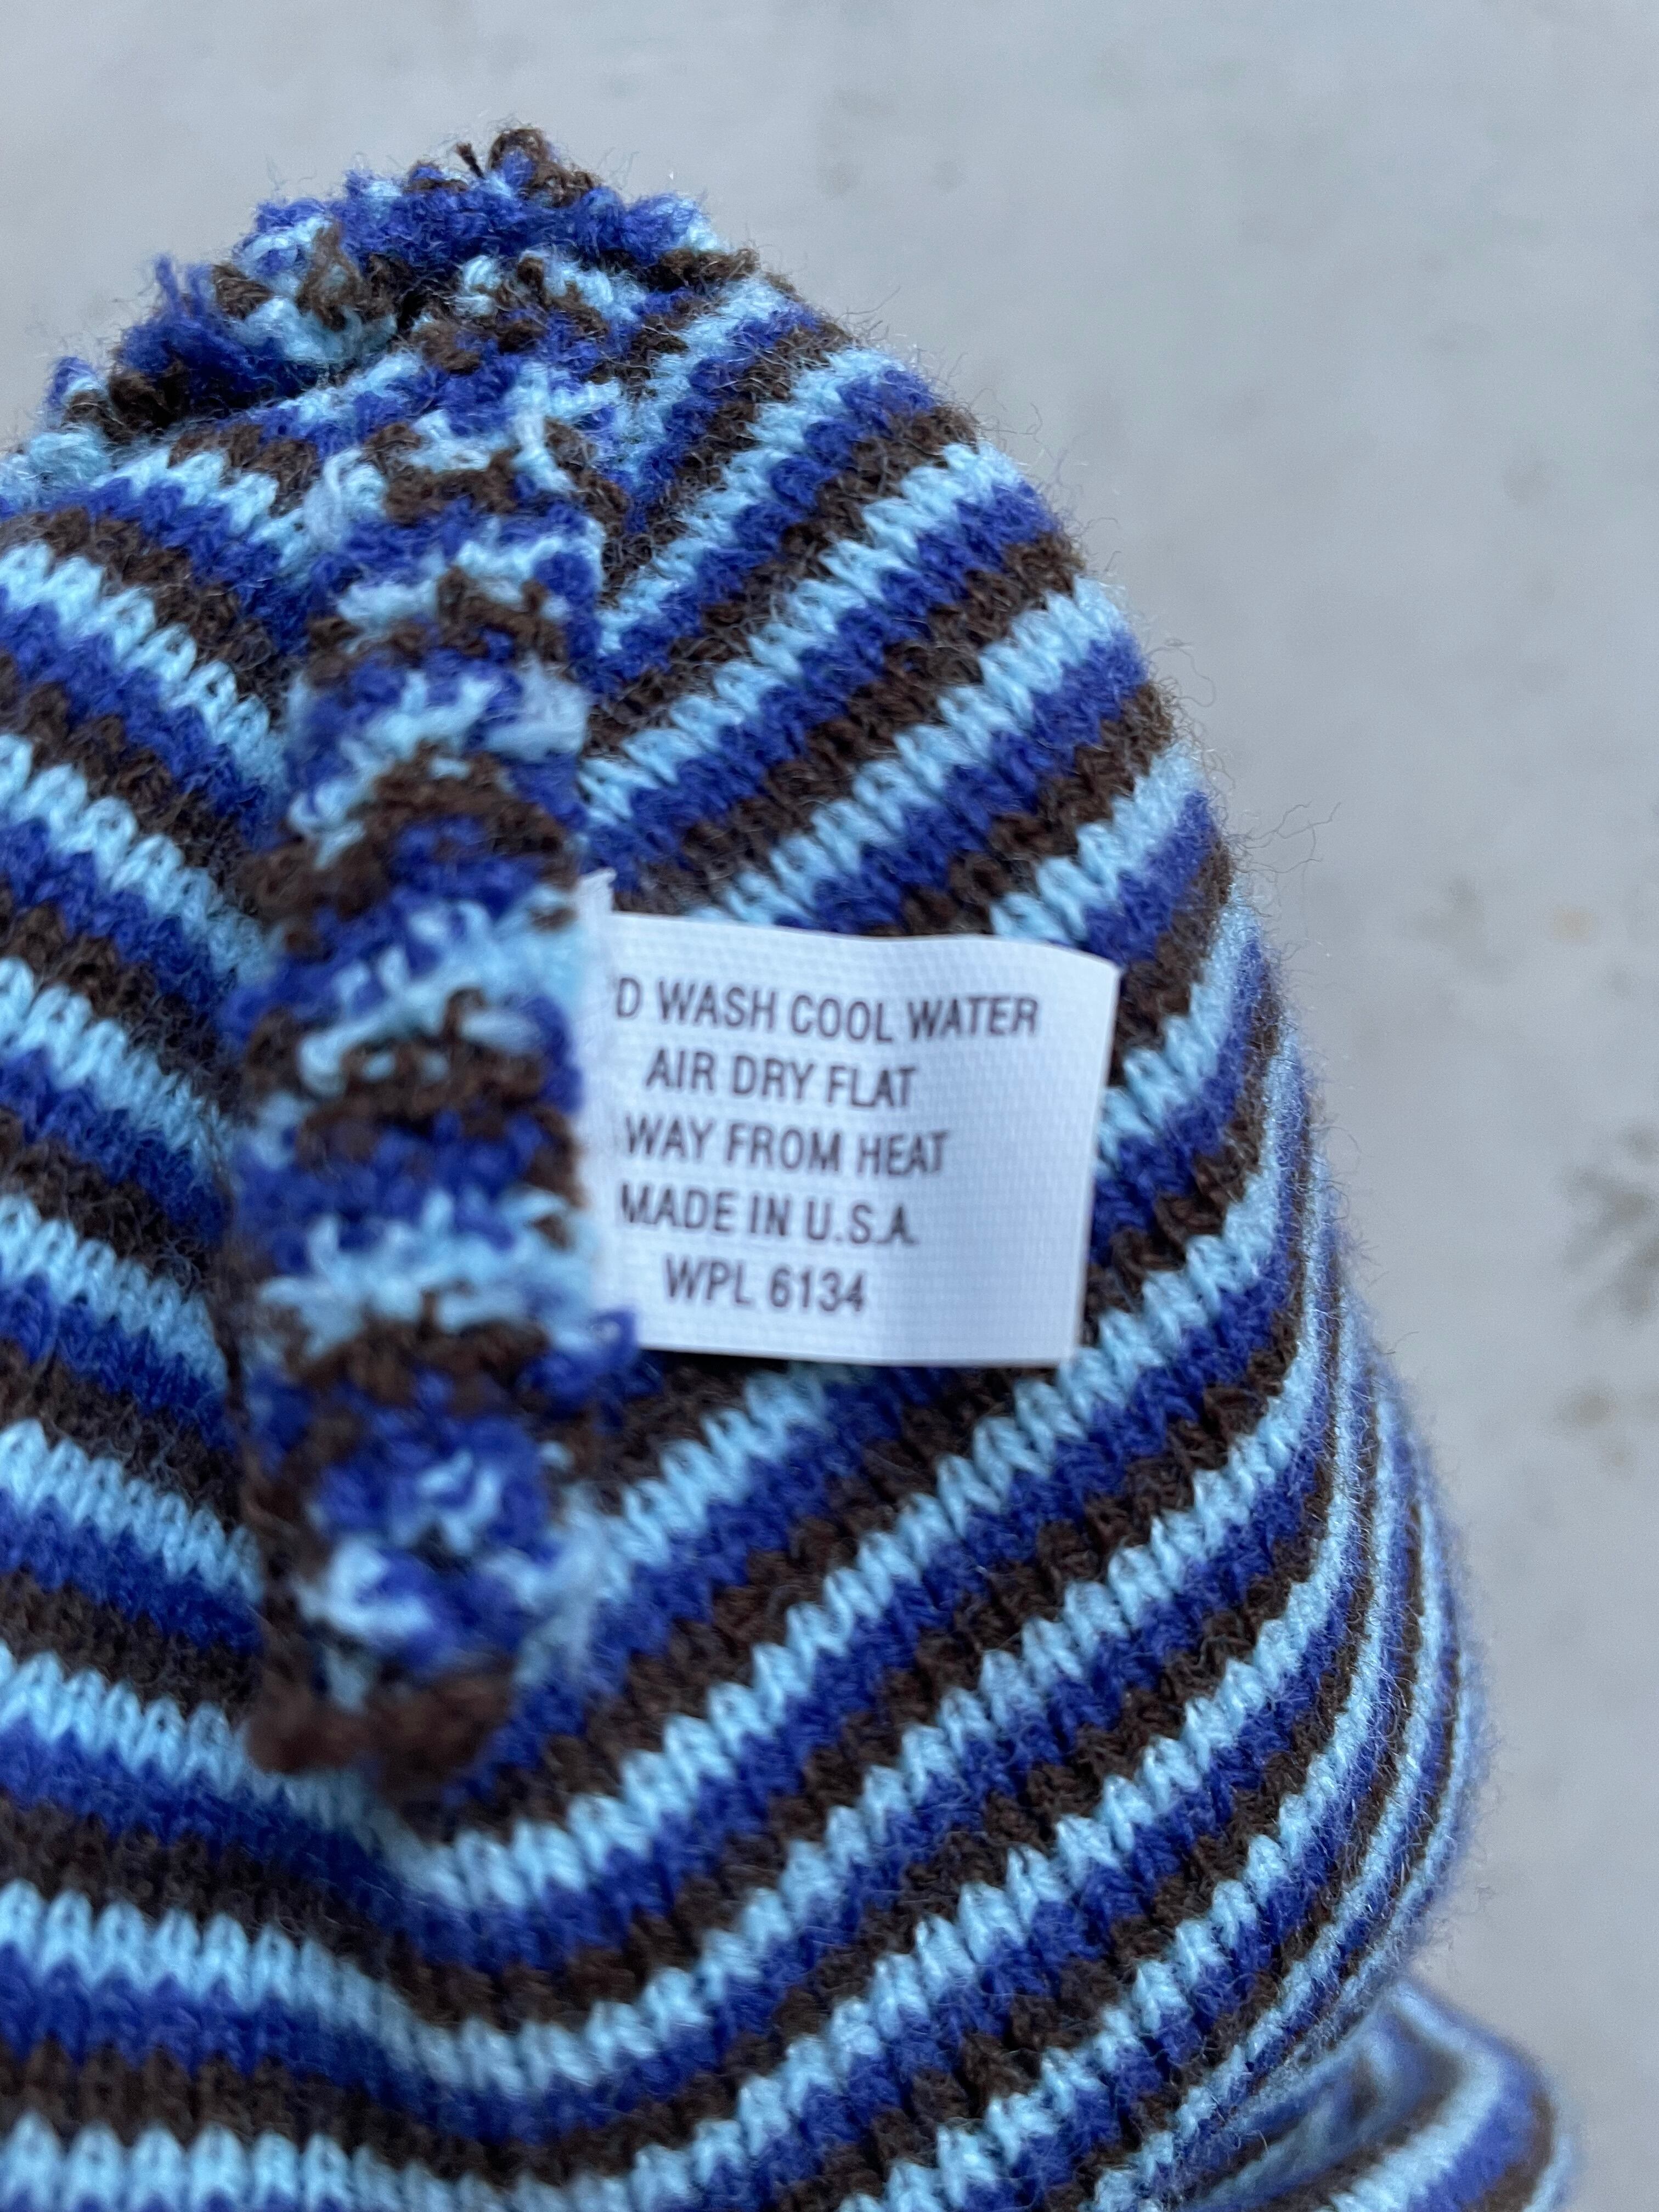 D WASH COOL WATER
AIR DRY FLAT
WAY FROM HEAT
MADE IN U.S.A.
WPL 6134